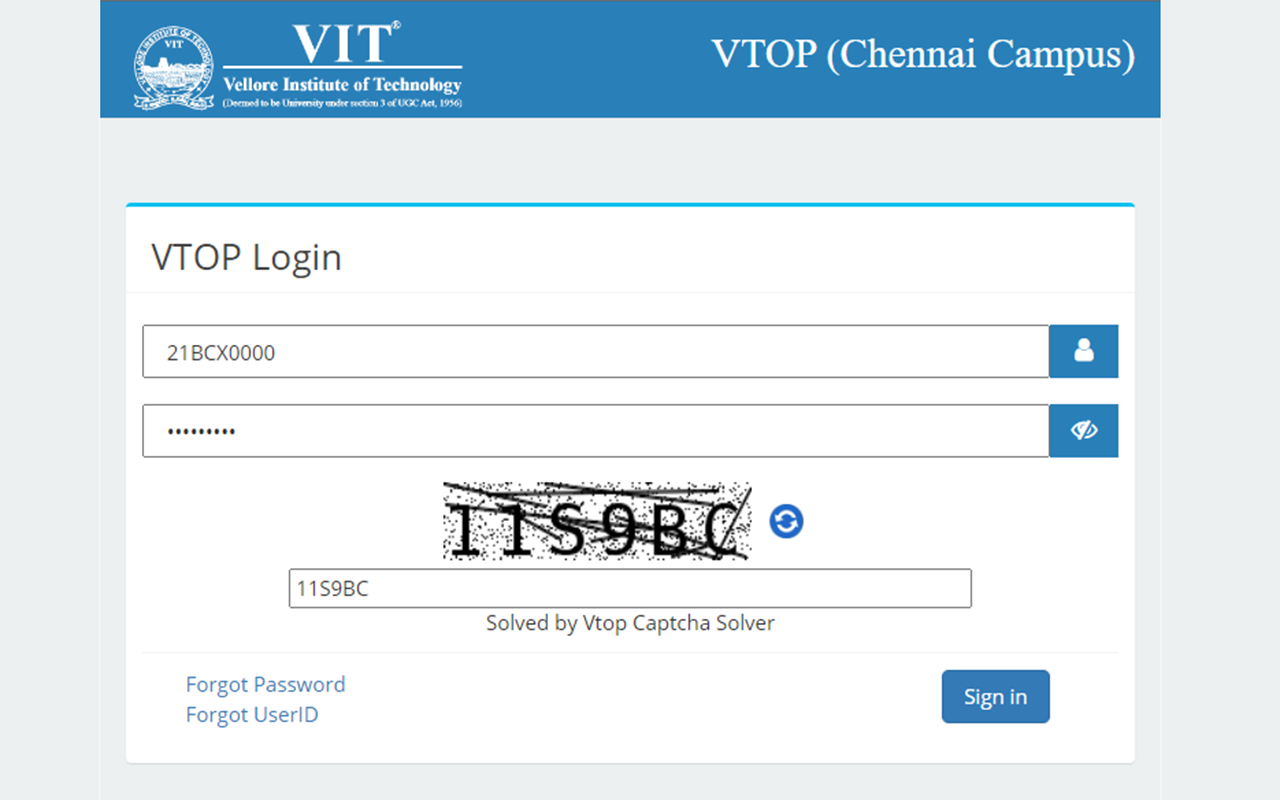 VIT
VIT®
Vellore Institute of Technology
(Deemed to be University under section 3 of UGC Act, 1956)
VTOP (Chennai Campus)
VTOP Login
21BCX0000
•••••••••
11S9BC
11S9BC
Solved by Vtop Captcha Solver
Forgot Password
Forgot UserID
Sign in